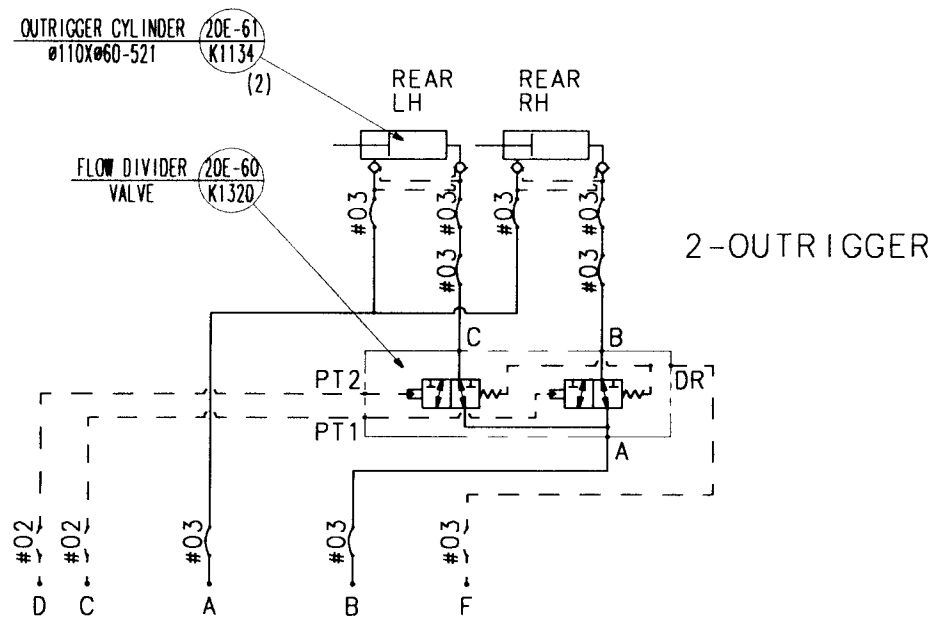 OUTRIGGER CYLINDER 20E-61
ø110Xø60-521 K1134
(2)
REAR
LH
REAR
RH
FLOW DIVIDER 20E-60
VALVE K1320
#03 #03 #03 #03
2-OUTRIGGER
#03 #03
C B
PT2 DR
PT1 A
#02 #02 #03 #03 #03
D C A B F